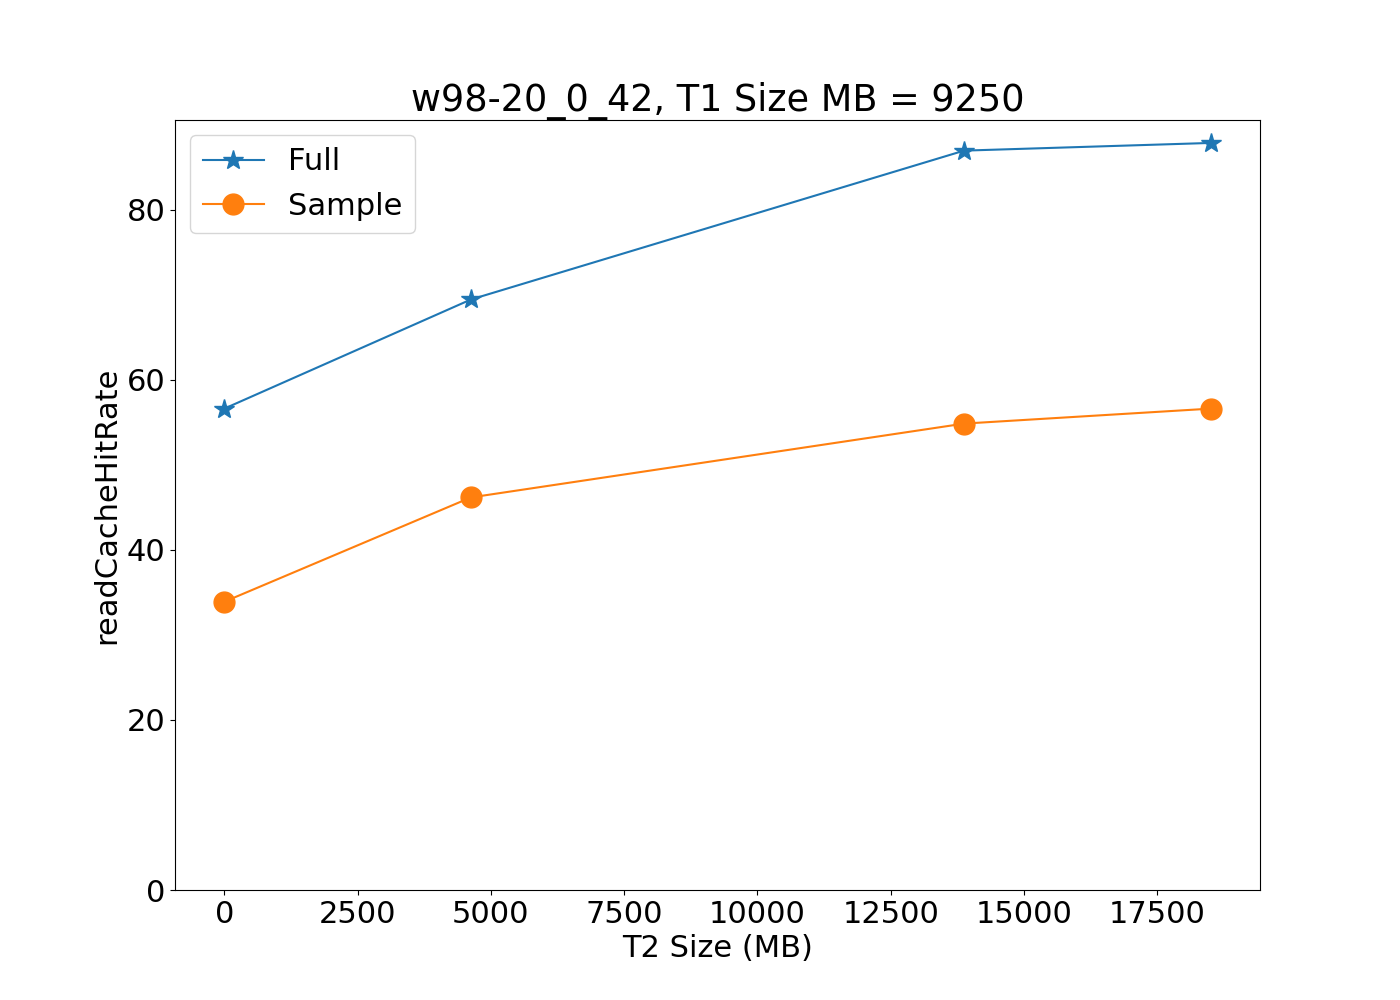 w98-20_0_42, T1 Size MB = 9250
Full
Sample
80
60
40
20
0
readCacheHitRate
0 2500 5000 7500 10000 12500 15000 17500
T2 Size (MB)